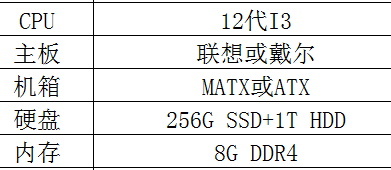 CPU 12代I3
主板 联想或戴尔
机箱 MATX或ATX
硬盘 256G SSD+1T HDD
内存 8G DDR4